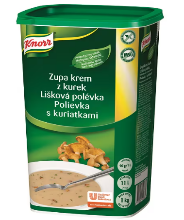 Knorr
Zupa krem
z kurek
Lišková polévka
Polievka
s kuriatkami